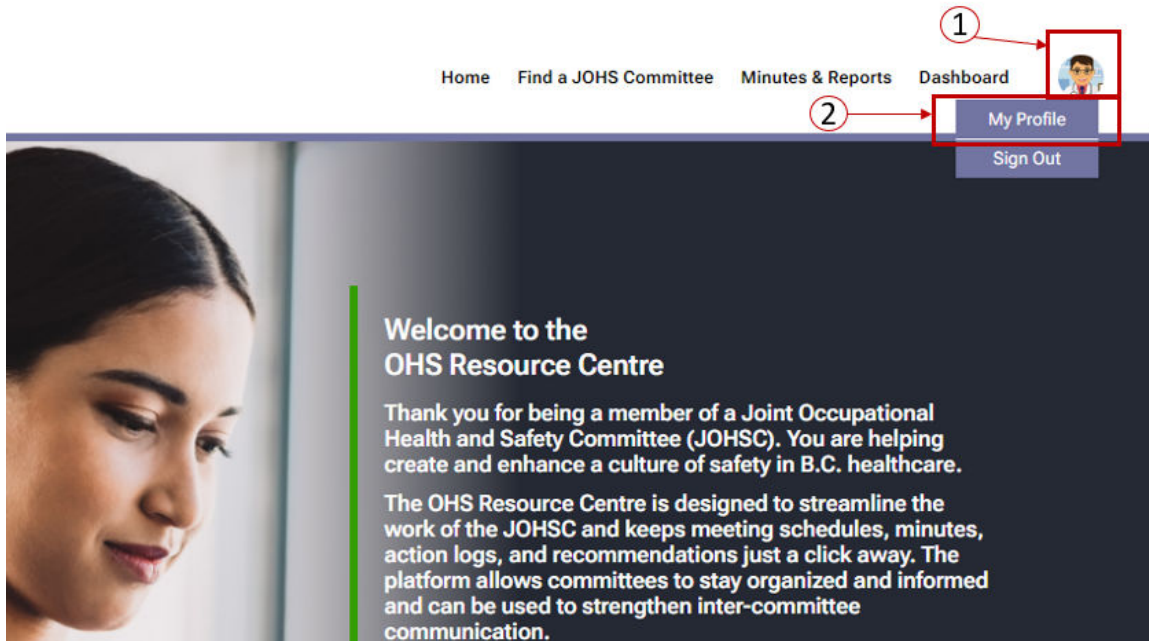 1
Home Find a JOHS Committee Minutes & Reports Dashboard
2
My Profile
Sign Out
Welcome to the
OHS Resource Centre
Thank you for being a member of a Joint Occupational
Health and Safety Committee (JOHSC). You are helping
create and enhance a culture of safety in B.C. healthcare.
The OHS Resource Centre is designed to streamline the
work of the JOHSC and keeps meeting schedules, minutes,
action logs, and recommendations just a click away. The
platform allows committees to stay organized and informed
and can be used to strengthen inter-committee
communication.